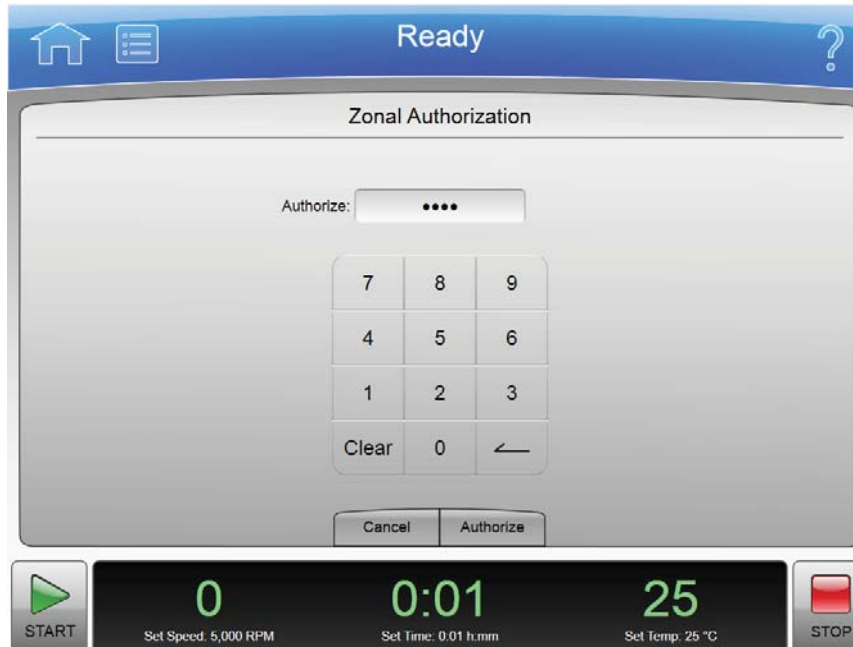 Ready
?
Zonal Authorization
Authorize: ••••
7 8 9
4 5 6
1 2 3
Clear 0
Cancel Authorize
START
0 0:01 25
Set Speed: 5,000 RPM Set Time: 0:01 h:mm Set Temp: 25 °C
STOP